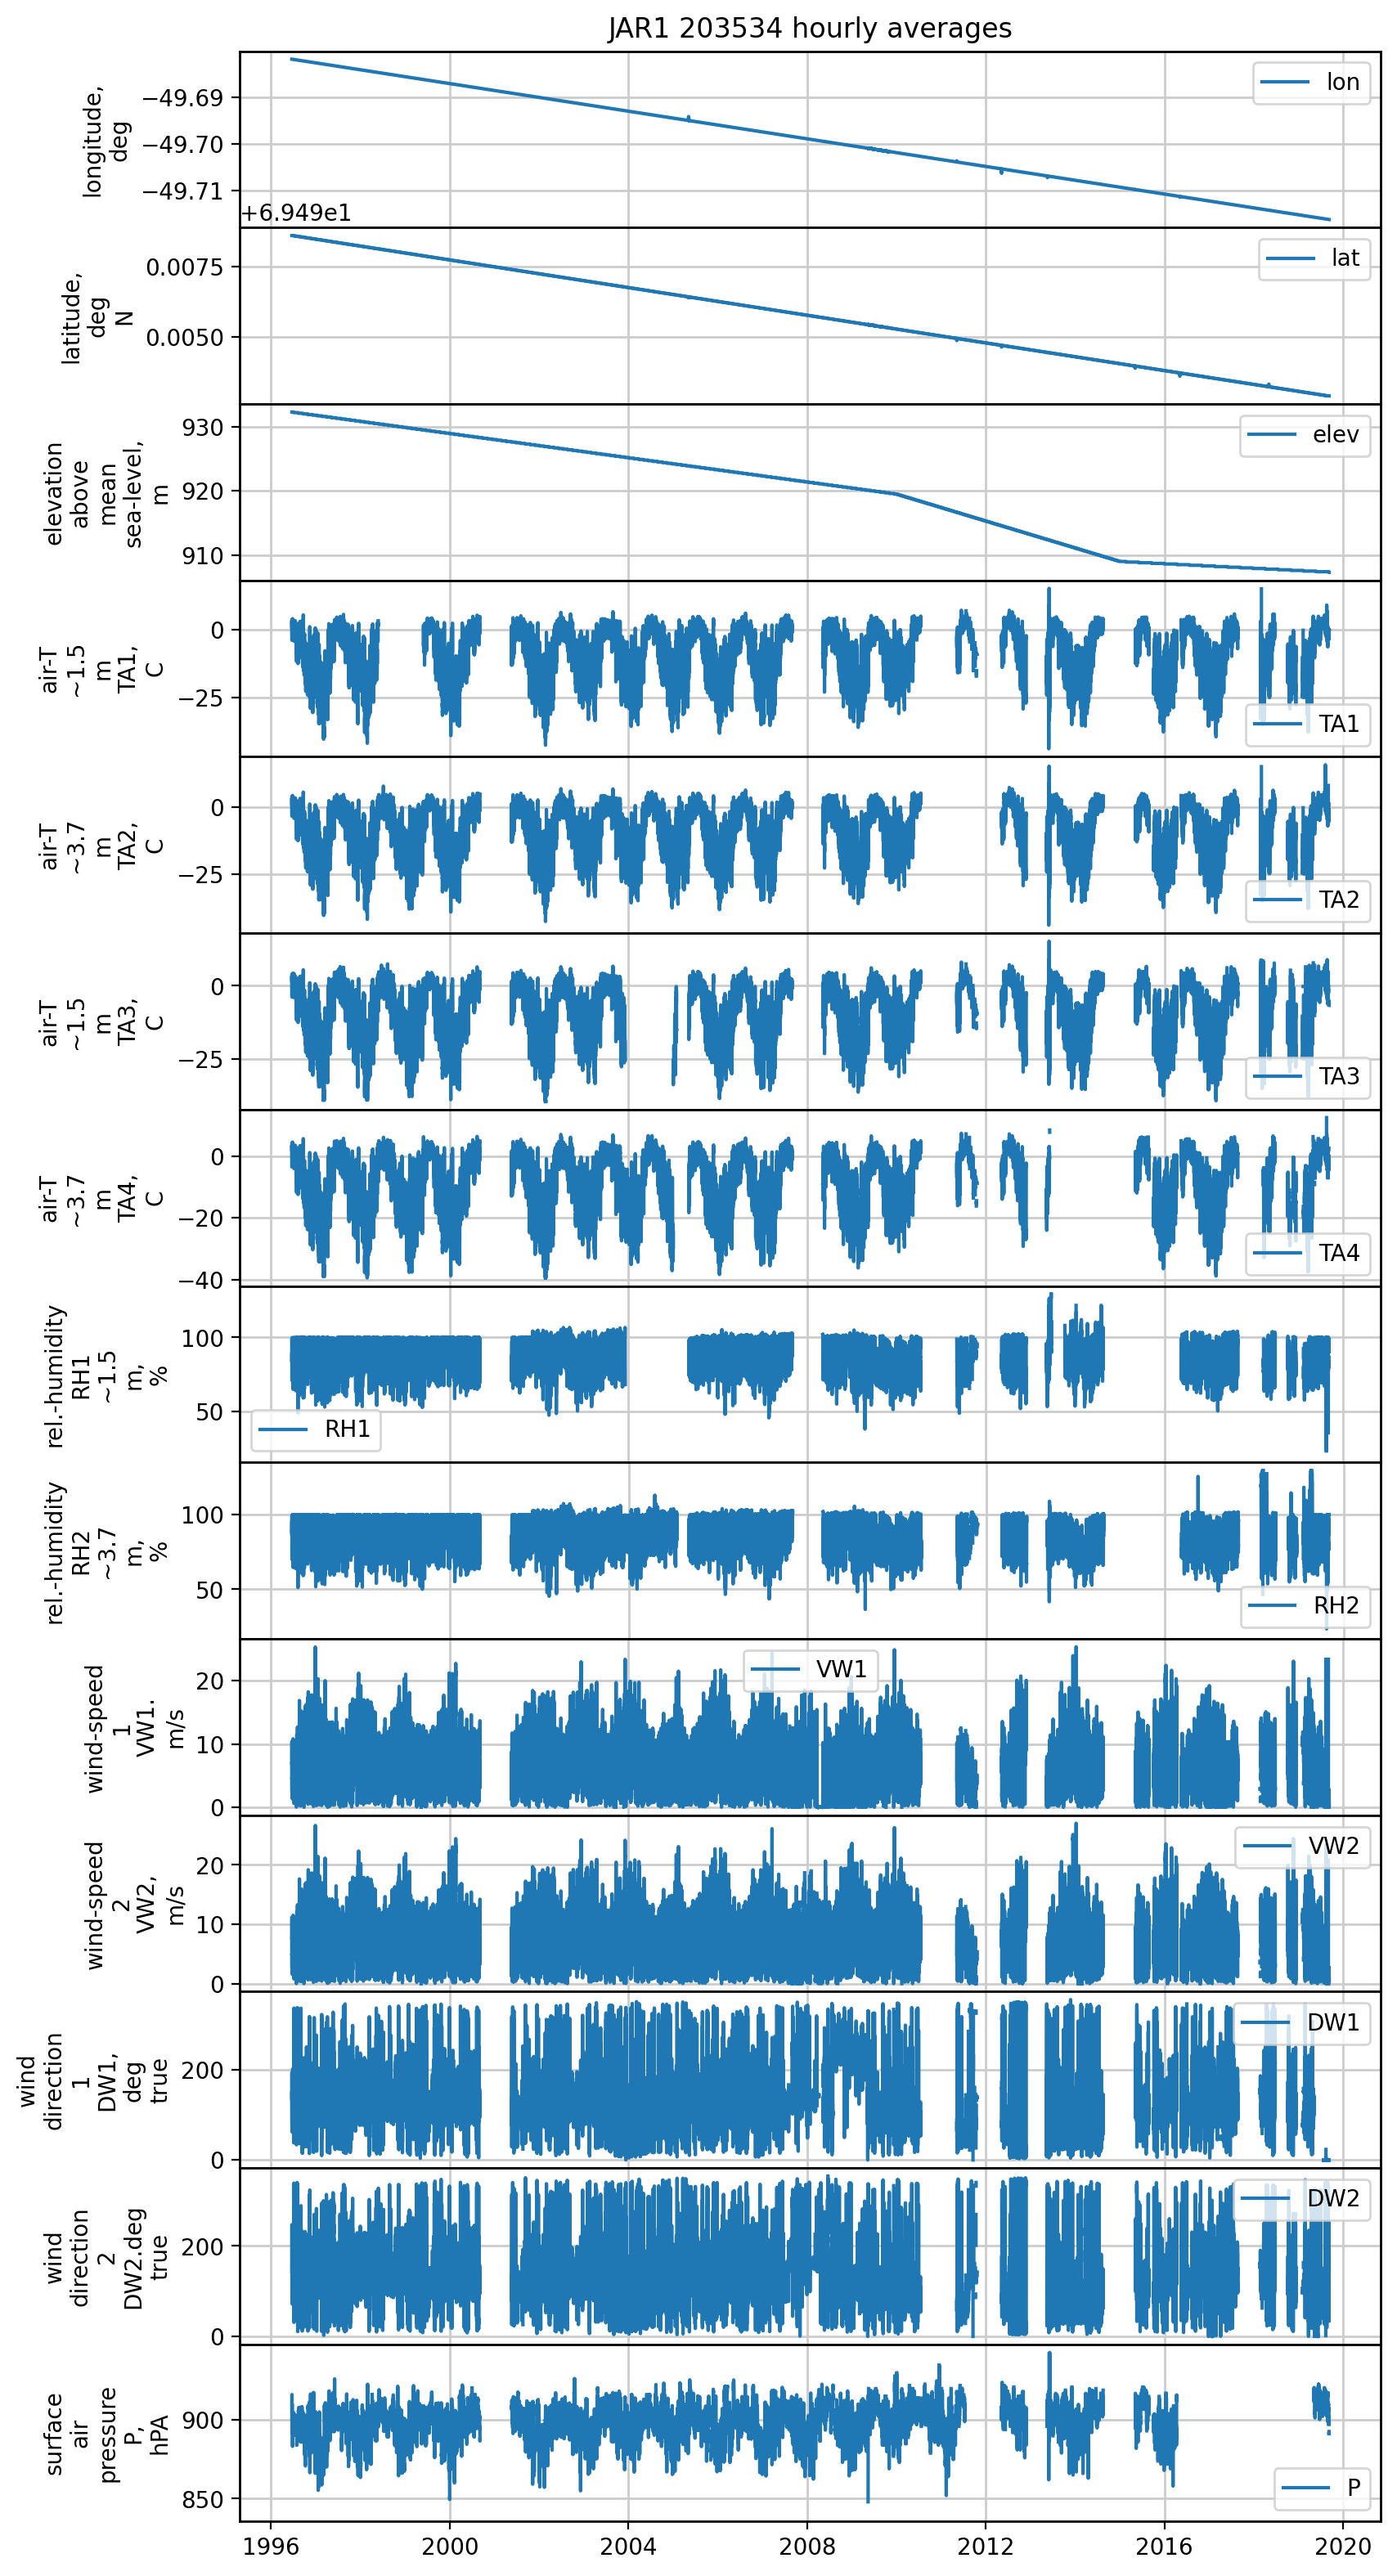 JAR1 203534 hourly averages
longitude,
deg
−49.69
−49.70
−49.71
lon
+6.949e1
latitude,
deg
N
0.0075
0.0050
lat
elevation
above
mean
sea-level,
m
930
920
910
elev
air-T
~1.5
m
TA1,
C
0
−25
TA1
air-T
~3.7
m
TA2,
C
0
−25
TA2
air-T
~1.5
m
TA3,
C
0
−25
TA3
air-T
~3.7
m
TA4,
C
0
−20
−40
TA4
rel.-humidity
RH1
~1.5
m,
%
100
50
RH1
rel.-humidity
RH2
~3.7
m,
%
100
50
RH2
wind-speed
1
VW1.
m/s
20
10
0
VW1
wind-speed
2
VW2,
m/s
20
10
0
VW2
wind
direction
1
DW1,
deg
true
200
0
DW1
wind
direction
2
DW2.deg
true
200
0
DW2
surface
air
pressure
P,
hPA
900
850
P
1996 2000 2004 2008 2012 2016 2020